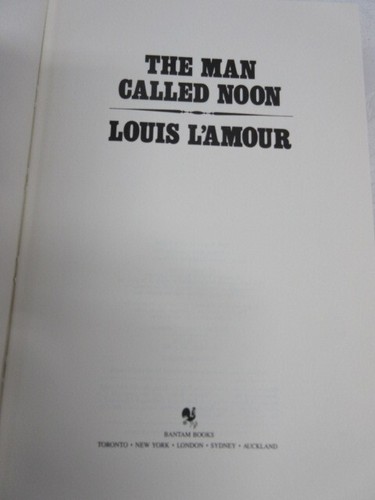 THE MAN
CALLED NOON
LOUIS L'AMOUR
BANTAM BOOKS
TORONTO • NEW YORK • LONDON • SYDNEY • AUCKLAND